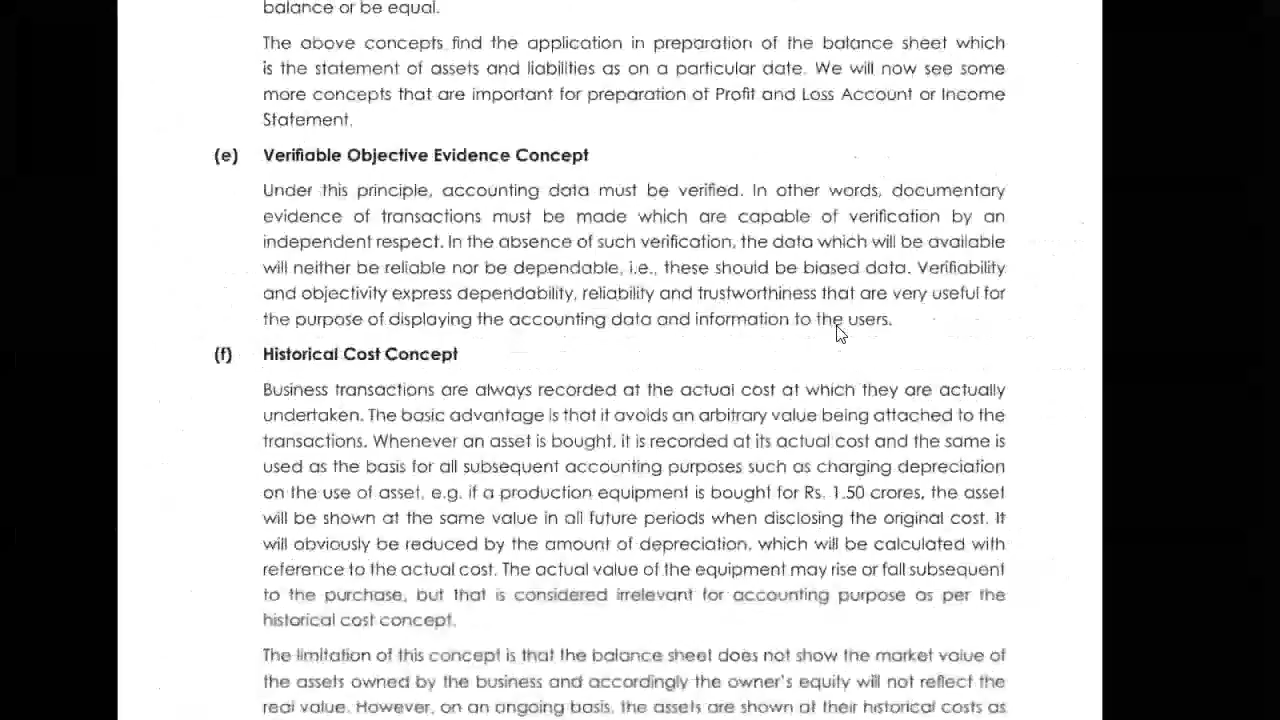 balance or be equal.
The above concepts find the application in preparation of the balance sheet which
is the statement of assets and liabilities as on a particular date. We will now see some
more concepts that are important for preparation of Profit and Loss Account or Income
Statement.
(e) Verifiable Objective Evidence Concept
Under this principle, accounting data must be verified. In other words, documentary
evidence of transactions must be made which are capable of verification by an
independent respect. In the absence of such verification, the data which will be available
will neither be reliable nor be dependable, i.e., these should be biased data. Verifiability
and objectivity express dependability, reliability and trustworthiness that are very useful for
the purpose of displaying the accounting data and information to the users.
(f) Historical Cost Concept
Business transactions are always recorded at the actual cost at which they are actually
undertaken. The basic advantage is that it avoids an arbitrary value being attached to the
transactions. Whenever an asset is bought, it is recorded at its actual cost and the same is
used as the basis for all subsequent accounting purposes such as charging depreciation
on the use of asset, e.g. if a production equipment is bought for Rs. 1.50 crores, the asset
will be shown at the same value in all future periods when disclosing the original cost. It
will obviously be reduced by the amount of depreciation, which will be calculated with
reference to the actual cost. The actual value of the equipment may rise or fall subsequent
to the purchase, but that is considered irrelevant for accounting purpose as per the
historical cost concept.
The limitation of this concept is that the balance sheet does not show the market value of
the assets owned by the business and accordingly the owner's equity will not reflect the
real value. However, on an ongoing basis, the assets are shown at their historical costs as